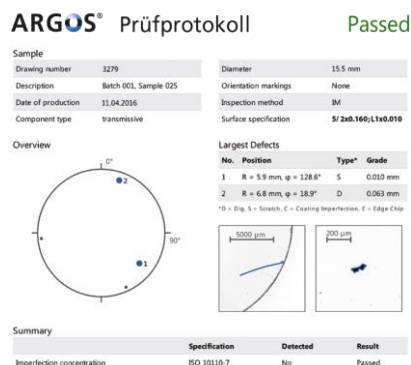 ARGOS® Prüfprotokoll Passed
Sample
Drawing number 3279 Diameter 15.5 mm
Description Batch 001, Sample 025 Orientation markings None
Date of production 11.04.2016 Inspection method IM
Component type transmissive Surface specification 5/ 2x0.160; L1x0.010
Overview Largest Defects
No. Position Type* Grade
1 R = 5.9 mm, φ = 128.6° S 0.010 mm
2 R = 6.8 mm, φ = 18.9° D 0.063 mm
*D = Dig, S = Scratch, C = Coating Imperfection, E = Edge Chip
0°
2
90°
1
5000 µm 200 µm
Summary
Specification Detected Result
Imperfection concentration ISO 10110-7 No Passed